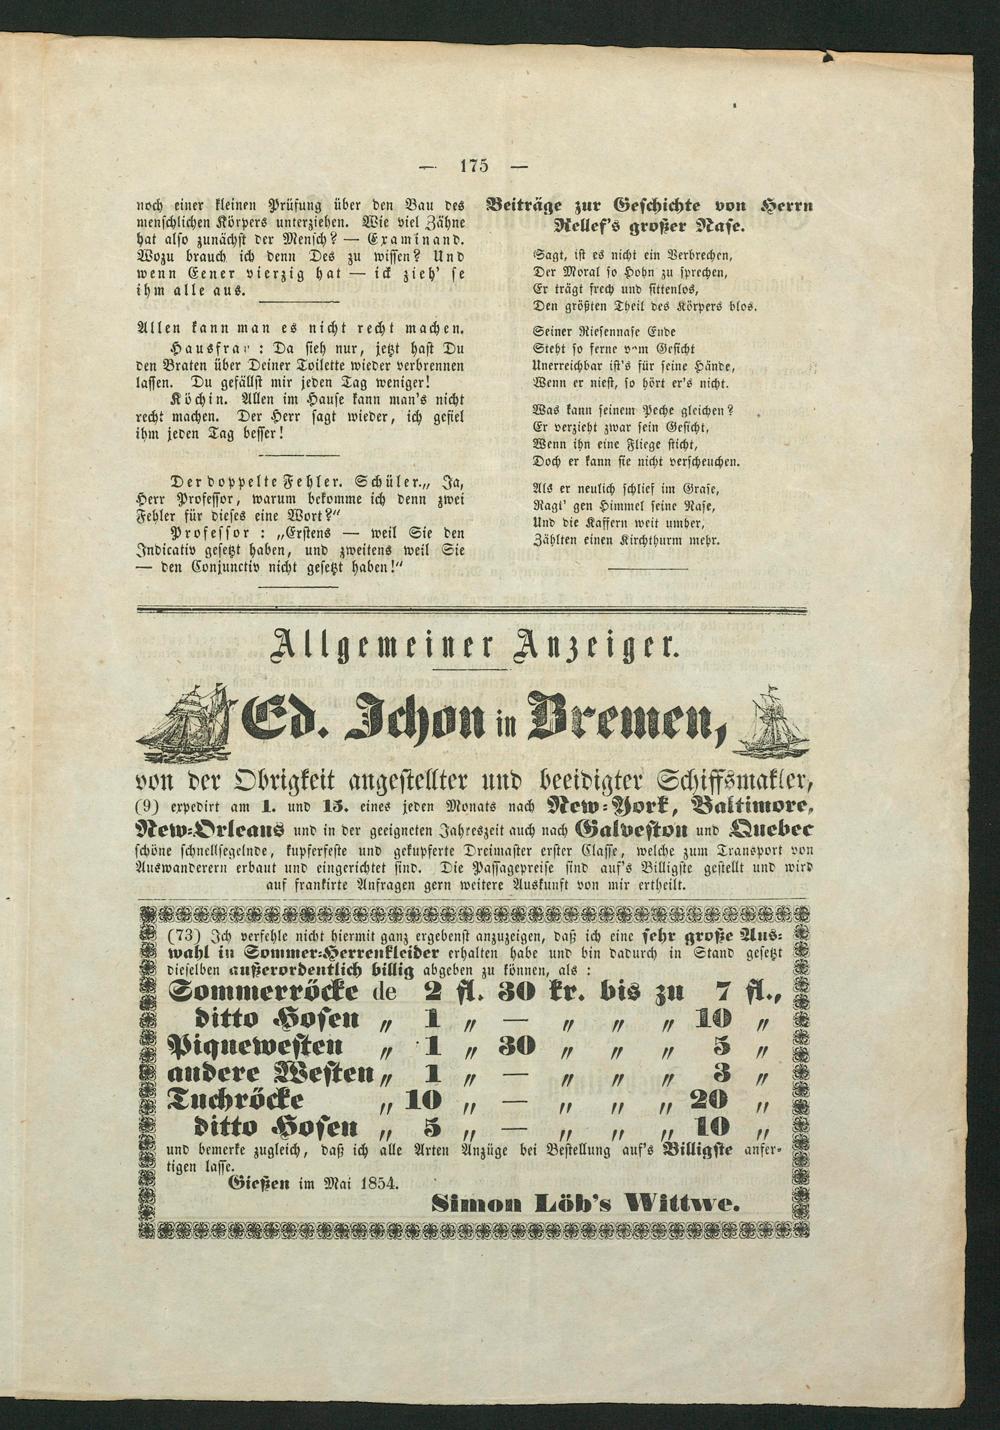 — 175 —
noch einer kleinen Prüfung über den Bau des
menschlichen Körpers unterziehen. Wie viel Zähne
hat also zunächst der Mensch? — Examinand.
Wozu brauch ich denn Des zu wissen? Und
wenn Eener vierzig hat — ick zieh' se
ihm alle aus.
Allen kann man es nicht recht machen.
Hausfrau: Da sieh nur, jetzt hast Du
den Braten über Deiner Toilette wieder verbrennen
lassen. Du gefällst mir jeden Tag weniger!
Köchin. Allen im Hause kann man's nicht
recht machen. Der Herr sagt wieder, ich gefiel
ihm jeden Tag besser!
Der doppelte Fehler. Schüler.„ Ja,
Herr Professor, warum bekomme ich denn zwei
Fehler für dieses eine Wort?“
Professor: „Erstens — weil Sie den
Indicativ gesetzt haben, und zweitens weil Sie
— den Conjunctiv nicht gesetzt haben!“
Beiträge zur Geschichte von Herrn
Nellef's großer Nase.
Sagt, ist es nicht ein Verbrechen,
Der Moral so Hohn zu sprechen,
Er trägt frech und sittenlos,
Den größten Theil des Körpers blos.
Seiner Riesennase Ende
Steht so ferne vom Gesicht
Unerreichbar ist's für seine Hände,
Wenn er niest, so hört er's nicht.
Was kann seinem Peche gleichen?
Er verzieht zwar sein Gesicht,
Wenn ihn eine Fliege sticht,
Doch er kann sie nicht verscheuchen.
Als er neulich schlief im Grase,
Ragt' gen Himmel seine Nase,
Und die Kaffern weit umher,
Zählten einen Kirchthurm mehr.
Allgemeiner Anzeiger.
Ed. Ichon in Bremen,
von der Obrigkeit angestellter und beeidigter Schiffsmakler,
(9) expedirt am 1. und 15. eines jeden Monats nach New-York, Baltimore,
New-Orleans und in der geeigneten Jahreszeit auch nach Galveston und Quebec
schöne schnellsegelnde, kupferfeste und gekupferte Dreimaster erster Classe, welche zum Transport von
Auswanderern erbaut und eingerichtet sind. Die Passagepreise sind auf's Billigste gestellt und wird
auf frankirte Anfragen gern weitere Auskunft von mir ertheilt.
(73) Ich verfehle nicht hiermit ganz ergebenst anzuzeigen, daß ich eine sehr große Aus-
wahl in Sommer-Herrenkleider erhalten habe und bin dadurch in Stand gesetzt
dieselben außerordentlich billig abgeben zu können, als:
Sommerröcke de 2 fl. 30 kr. bis zu 7 fl.,
ditto Hosen „ 1 „ — „ „ „ 10 „
Piquewesten „ 1 „ 30 „ „ „ 5 „
andere Westen „ 1 „ — „ „ „ 3 „
Tuchröcke „ 10 „ — „ „ „ 20 „
ditto Hosen „ 5 „ — „ „ „ 10 „
und bemerke zugleich, daß ich alle Arten Anzüge bei Bestellung auf's Billigste anfer-
tigen lasse.
Gießen im Mai 1854.
Simon Löb's Wittwe.